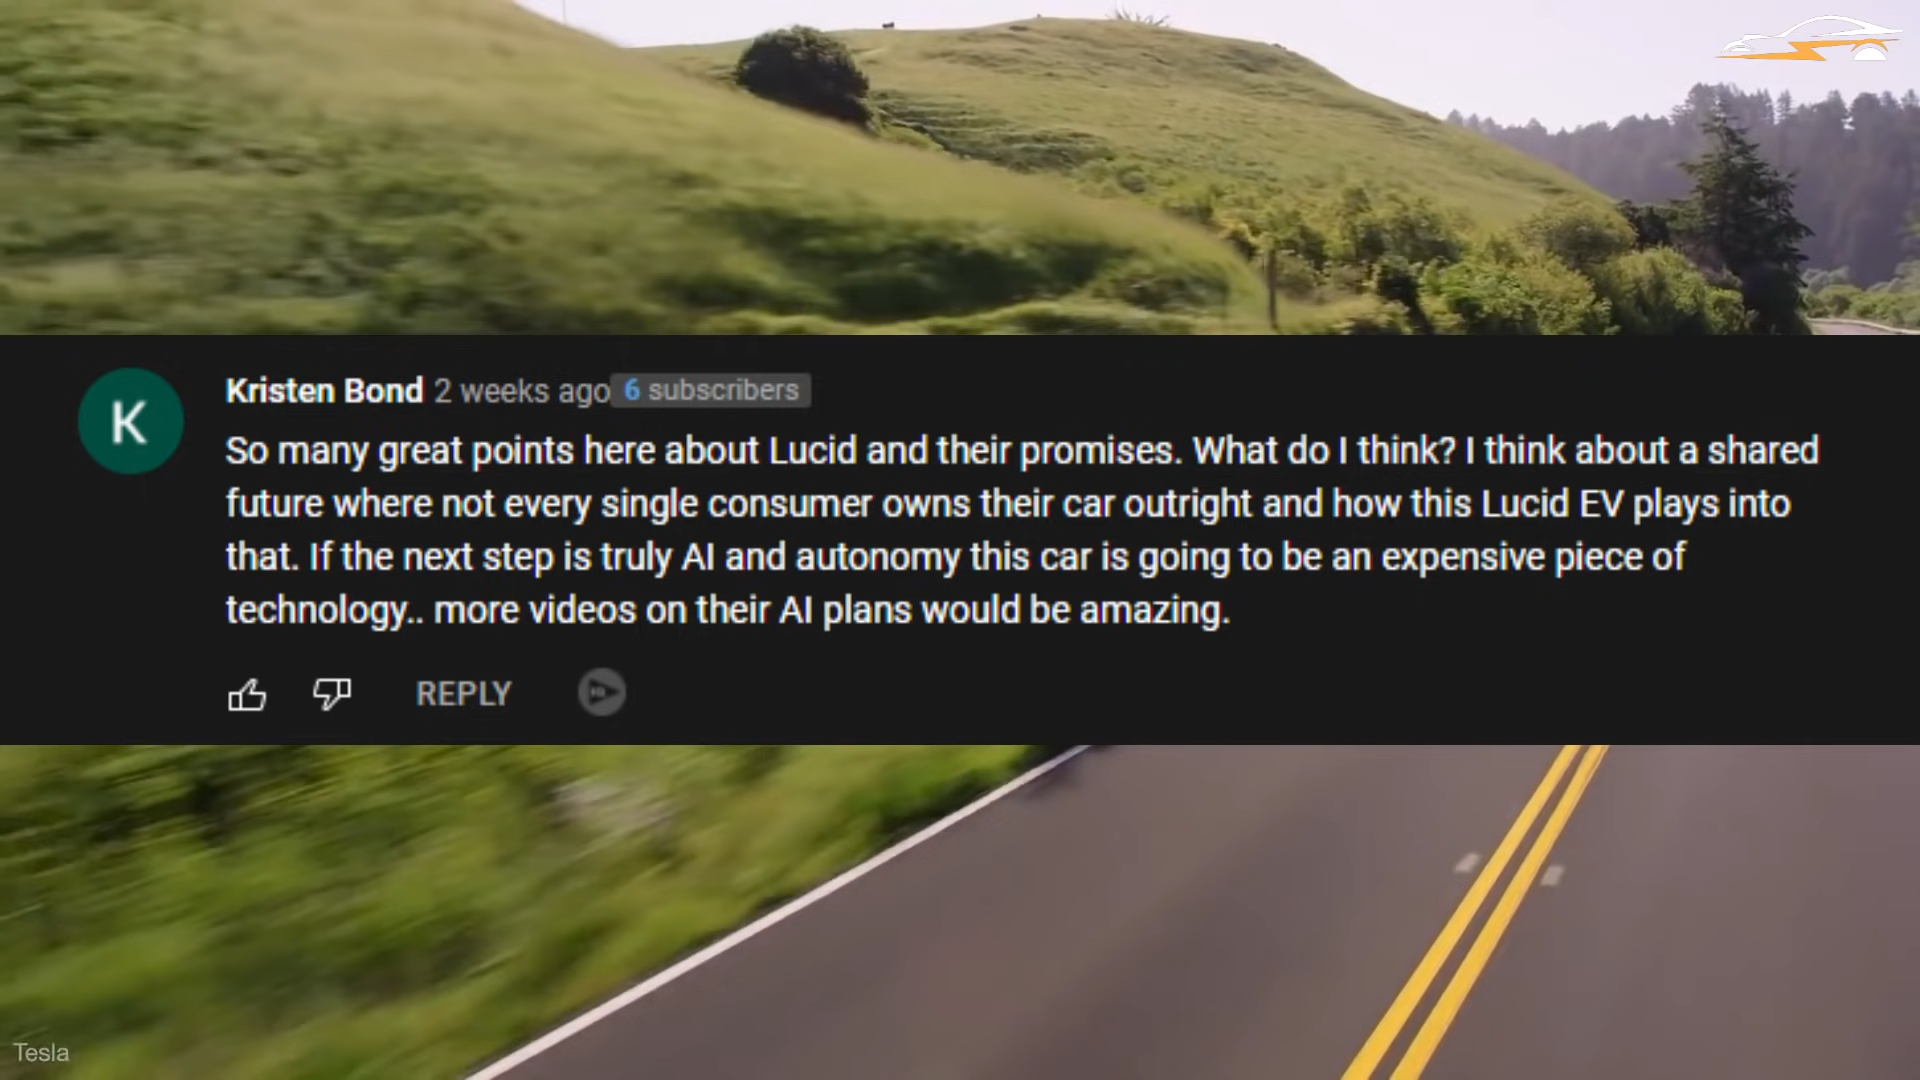 K
Kristen Bond 2 weeks ago 6 subscribers
So many great points here about Lucid and their promises. What do I think? I think about a shared
future where not every single consumer owns their car outright and how this Lucid EV plays into
that. If the next step is truly AI and autonomy this car is going to be an expensive piece of
technology.. more videos on their AI plans would be amazing.
REPLY
Tesla